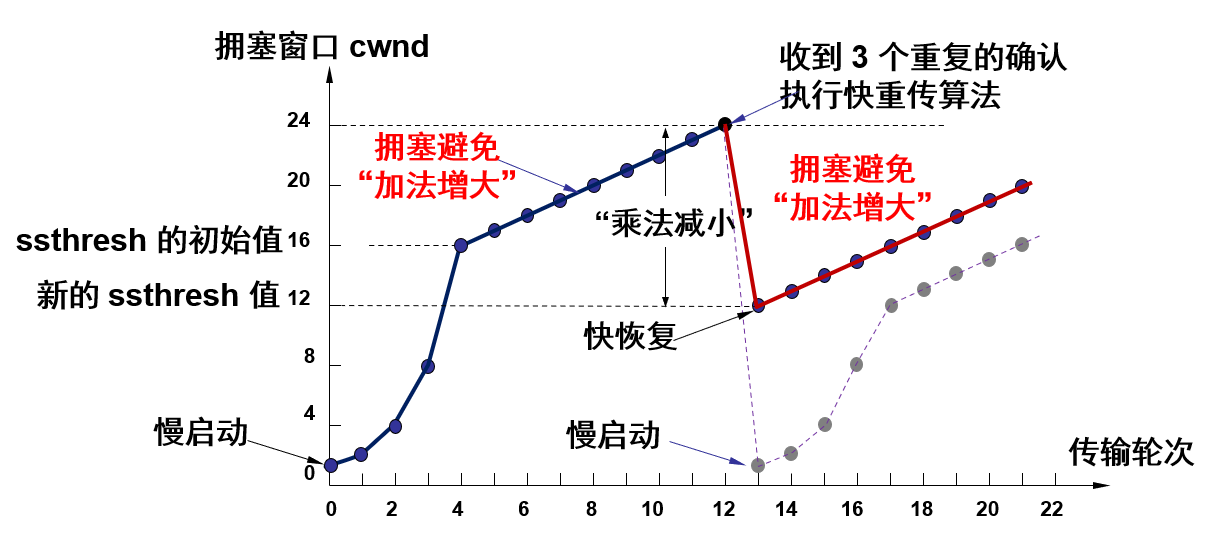 拥塞窗口 cwnd
收到 3 个重复的确认
执行快重传算法
24
拥塞避免
“加法增大”
拥塞避免
“加法增大”
20
“乘法减小”
ssthresh 的初始值
16
新的 ssthresh 值
12
快恢复
8
4
慢启动
慢启动
传输轮次
0
0
2
4
6
8
10
12
14
16
18
20
22